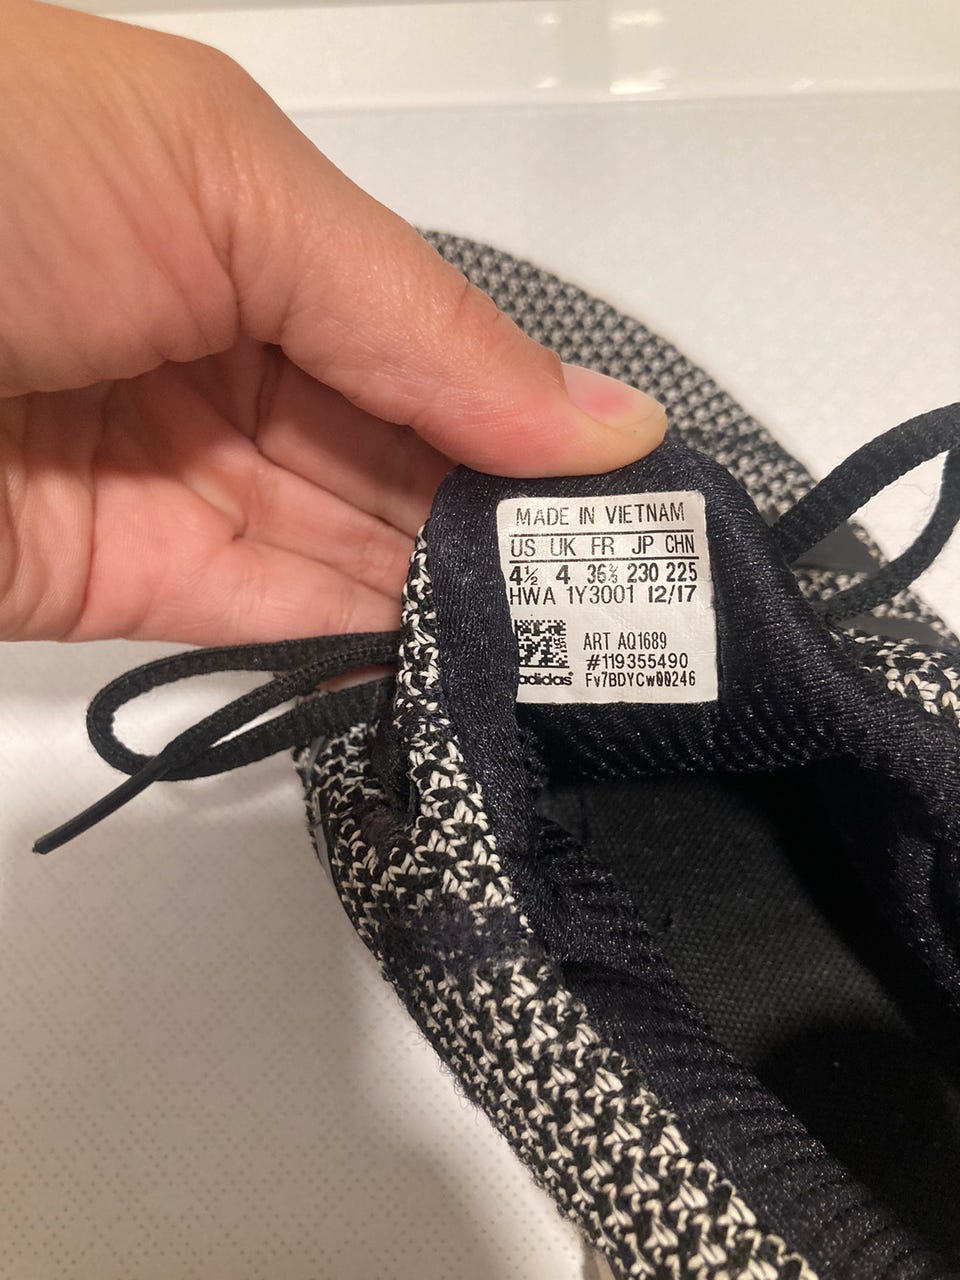 MADE IN VIETNAM
US UK FR JP CHN
4½ 4 36⅔ 230 225
HWA 1Y3001 12/17
ART AQ1689
#119355490
adidas Fv7BDYCw00246